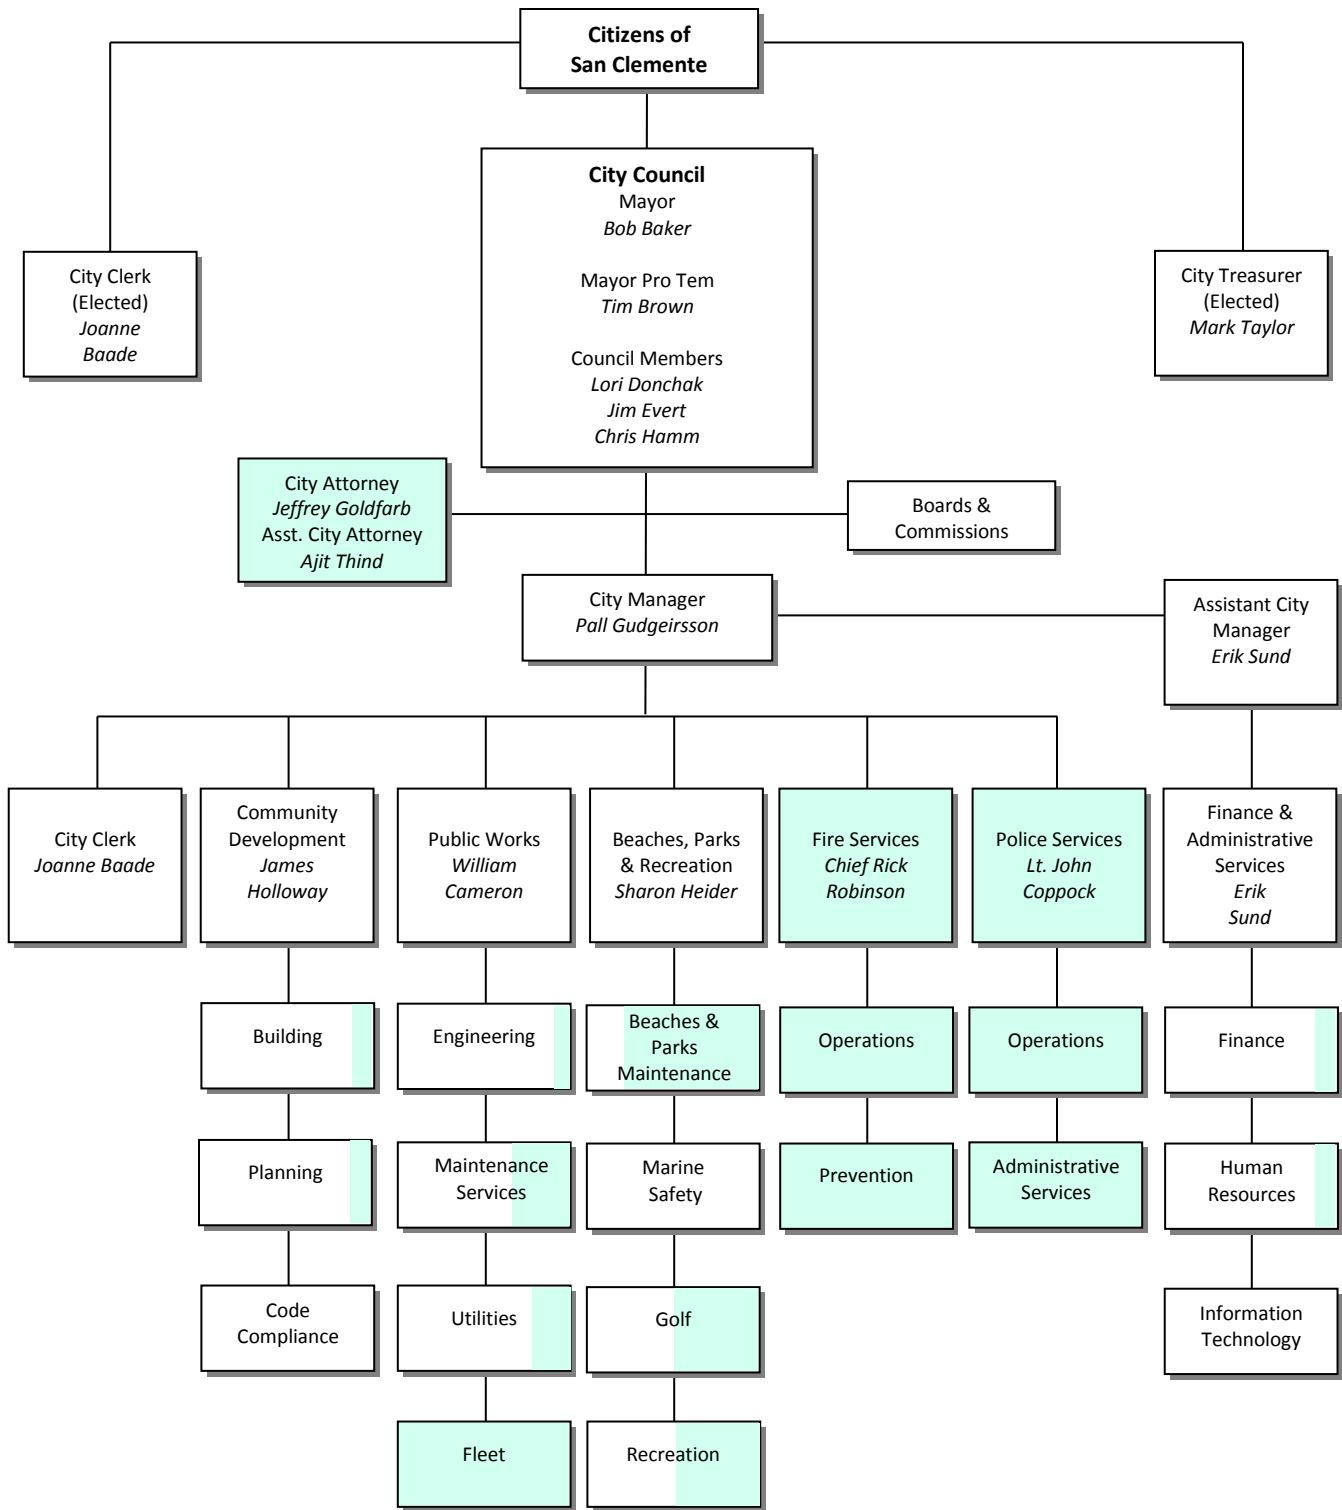 Citizens of
San Clemente
City Council
Mayor
Bob Baker
Mayor Pro Tem
Tim Brown
Council Members
Lori Donchak
Jim Evert
Chris Hamm
City Clerk
(Elected)
Joanne
Baade
City Treasurer
(Elected)
Mark Taylor
City Attorney
Jeffrey Goldfarb
Asst. City Attorney
Ajit Thind
Boards &
Commissions
City Manager
Pall Gudgeirsson
Assistant City
Manager
Erik Sund
City Clerk
Joanne Baade
Community
Development
James
Holloway
Public Works
William
Cameron
Beaches, Parks
& Recreation
Sharon Heider
Fire Services
Chief Rick
Robinson
Police Services
Lt. John
Coppock
Finance &
Administrative
Services
Erik
Sund
Building
Engineering
Beaches &
Parks
Maintenance
Operations
Operations
Finance
Planning
Maintenance
Services
Marine
Safety
Prevention
Administrative
Services
Human
Resources
Code
Compliance
Utilities
Golf
Information
Technology
Fleet
Recreation